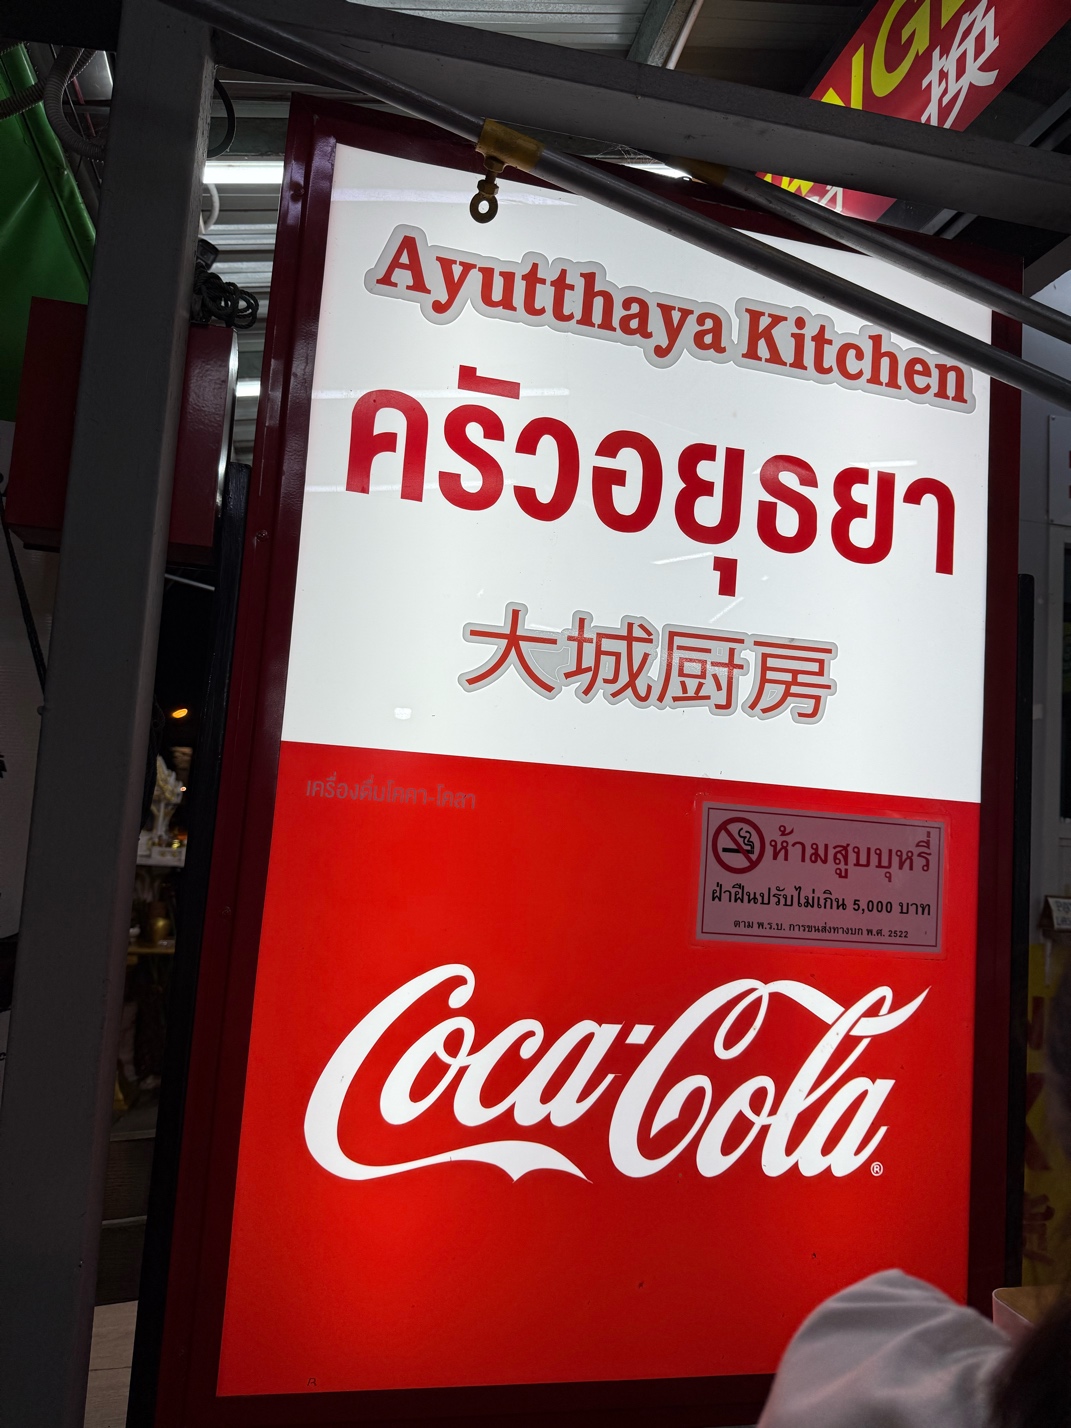 NGE
换
Ayutthaya Kitchen
ครัวอยุธยา
大城厨房
เครื่องดื่มโคคา-โคลา
ห้ามสูบบุหรี่
ฝ่าฝืนปรับไม่เกิน 5,000 บาท
ตาม พ.ร.บ. การขนส่งทางบก พ.ศ. 2522
Coca-Cola®